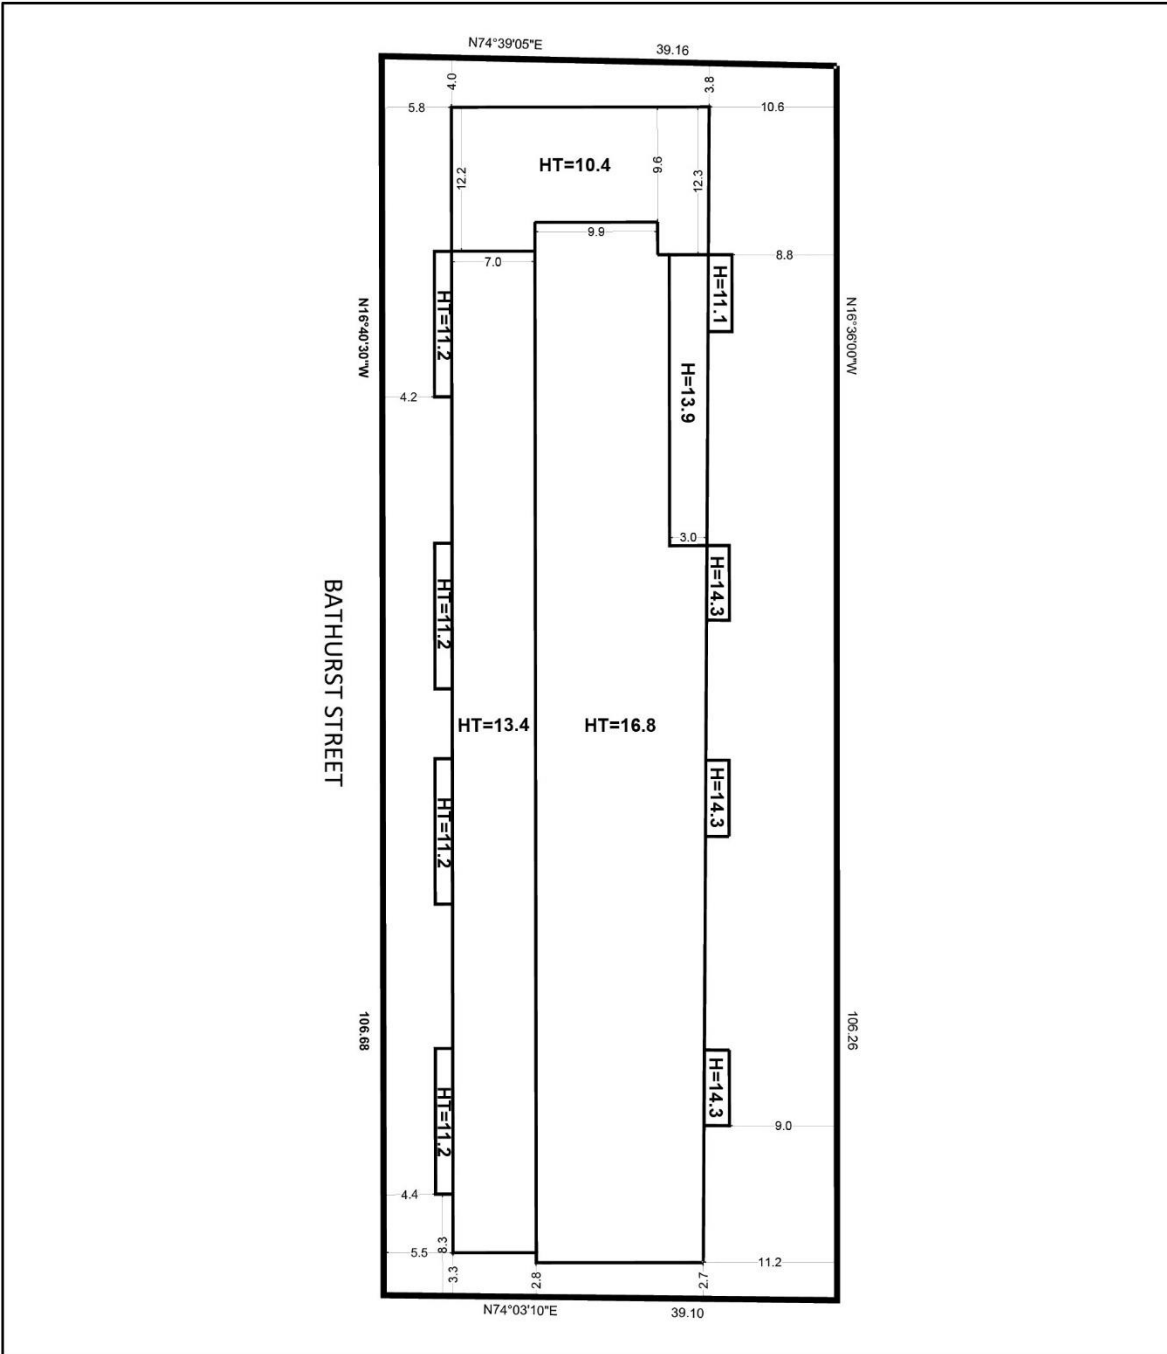 N74°39'05"E
39.16
4.0
3.8
5.8
10.6
HT=10.4
12.2
9.6
12.3
9.9
7.0
8.8
H=11.1
HT=11.2
N16°40'30"W
N16°36'00"W
H=13.9
4.2
3.0
HT=11.2
H=14.3
BATHURST STREET
HT=13.4
HT=16.8
H=14.3
HT=11.2
106.68
106.26
H=14.3
HT=11.2
9.0
4.4
8.3
5.5
11.2
3.3
2.8
2.7
N74°03'10"E
39.10